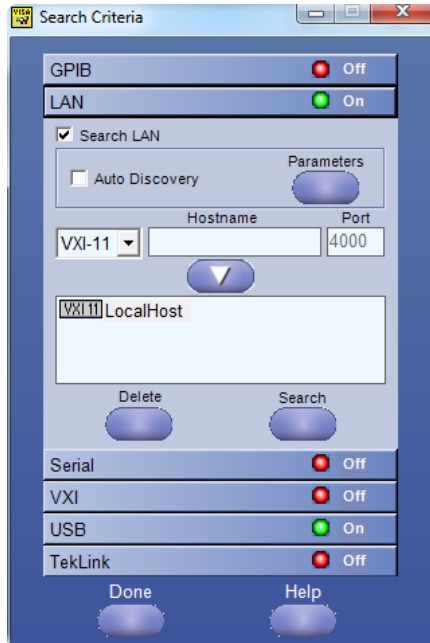 VISA Search Criteria
GPIB Off
LAN On
Search LAN
Auto Discovery Parameters
Hostname Port
VXI-11 4000
VXI 11 LocalHost
Delete Search
Serial Off
VXI Off
USB On
TekLink Off
Done Help